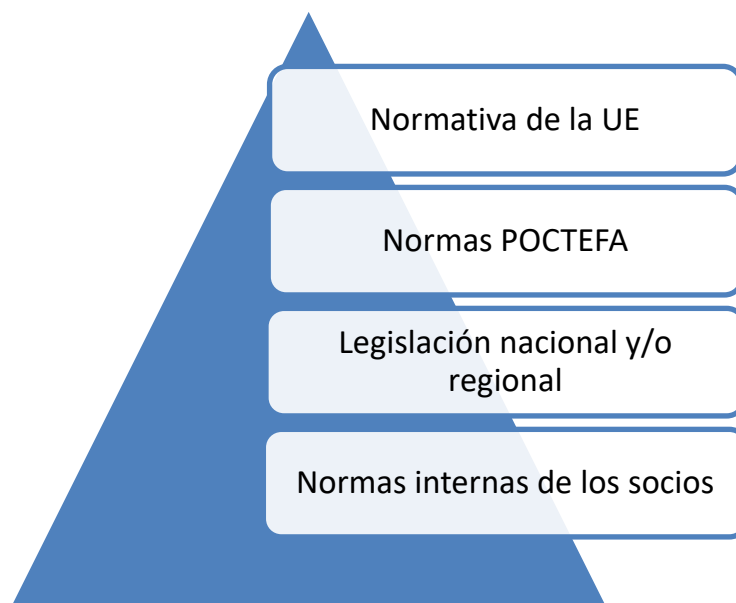 Normativa de la UE
Normas POCTEFA
Legislación nacional y/o
regional
Normas internas de los socios